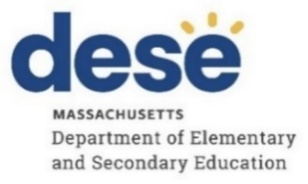 dese
MASSACHUSETTS
Department of Elementary
and Secondary Education